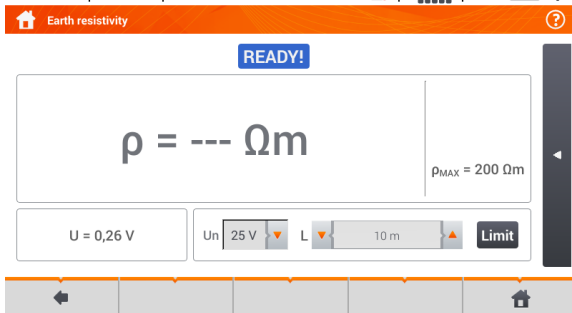 Earth resistivity
?
READY!
ρ = --- Ωm
ρMAX = 200 Ωm
U = 0,26 V
Un 25 V L 10 m Limit